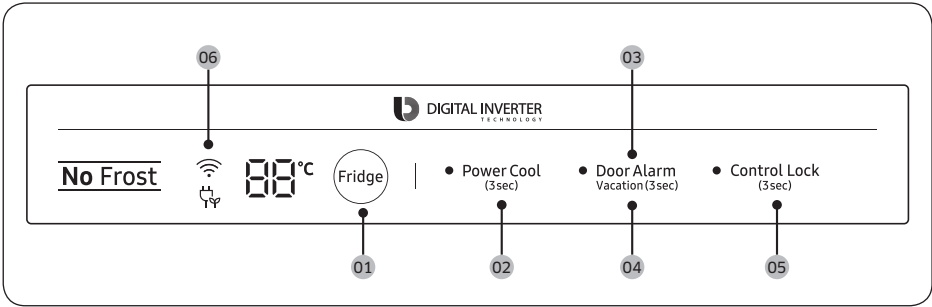 06
03
DIGITAL INVERTER
TECHNOLOGY
No Frost
88°C
Fridge
Power Cool
(3sec)
Door Alarm
Vacation(3sec)
Control Lock
(3sec)
01
02
04
05